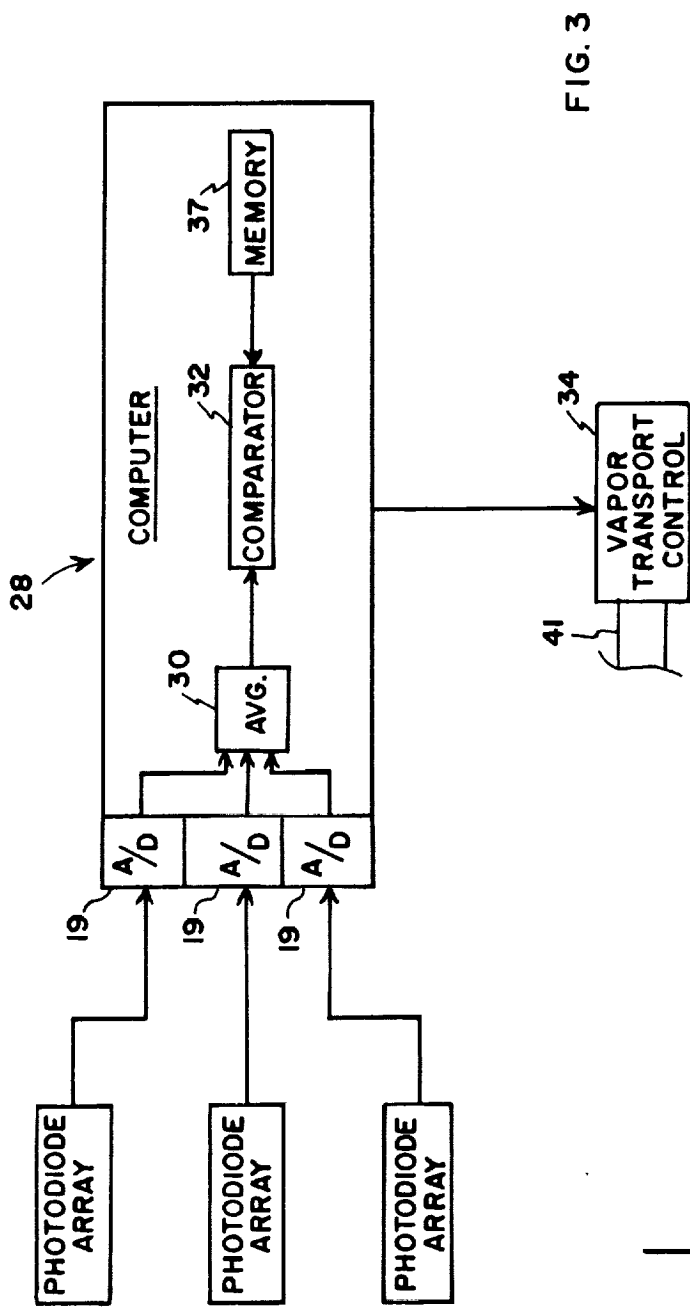 PHOTODIODE
ARRAY
PHOTODIODE
ARRAY
PHOTODIODE
ARRAY
19
A/D
19
A/D
19
A/D
28
COMPUTER
30
AVG.
32
COMPARATOR
37
MEMORY
41
34
VAPOR
TRANSPORT
CONTROL
FIG. 3